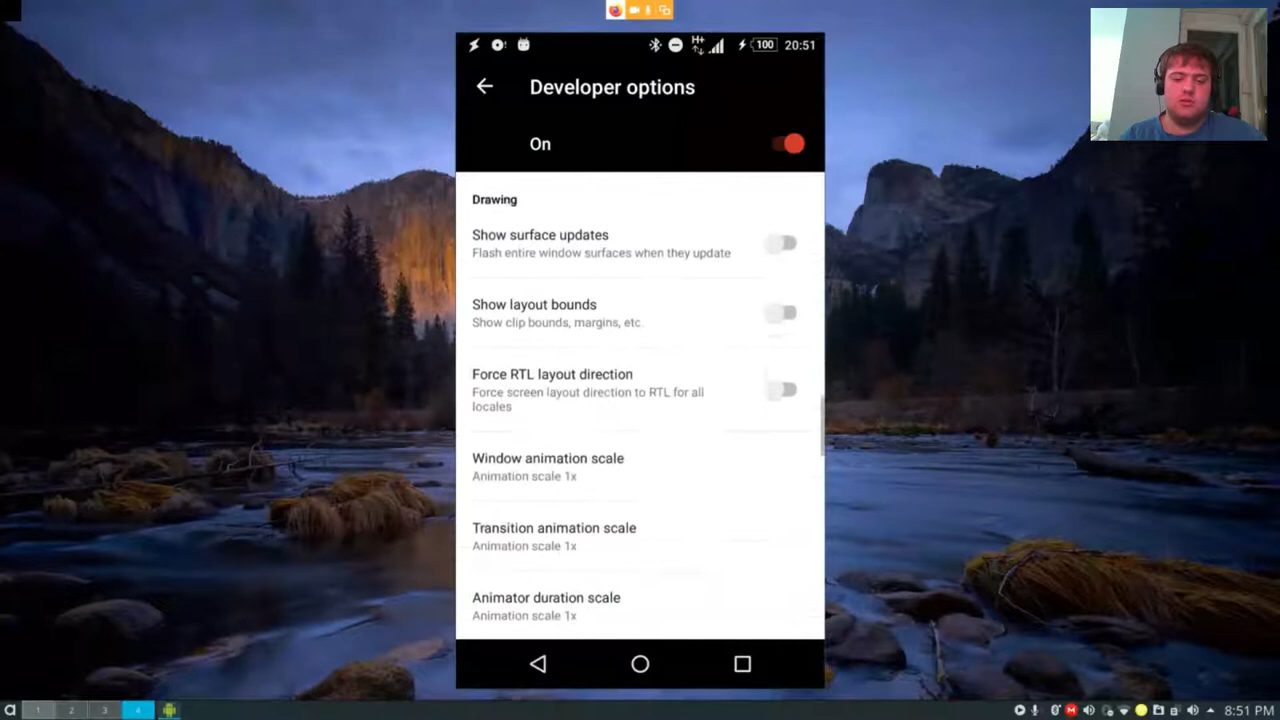 H+
100
20:51
Developer options
On
Drawing
Show surface updates
Flash entire window surfaces when they update
Show layout bounds
Show clip bounds, margins, etc.
Force RTL layout direction
Force screen layout direction to RTL for all
locales
Window animation scale
Animation scale 1x
Transition animation scale
Animation scale 1x
Animator duration scale
Animation scale 1x
1
2
3
4
8:51 PM